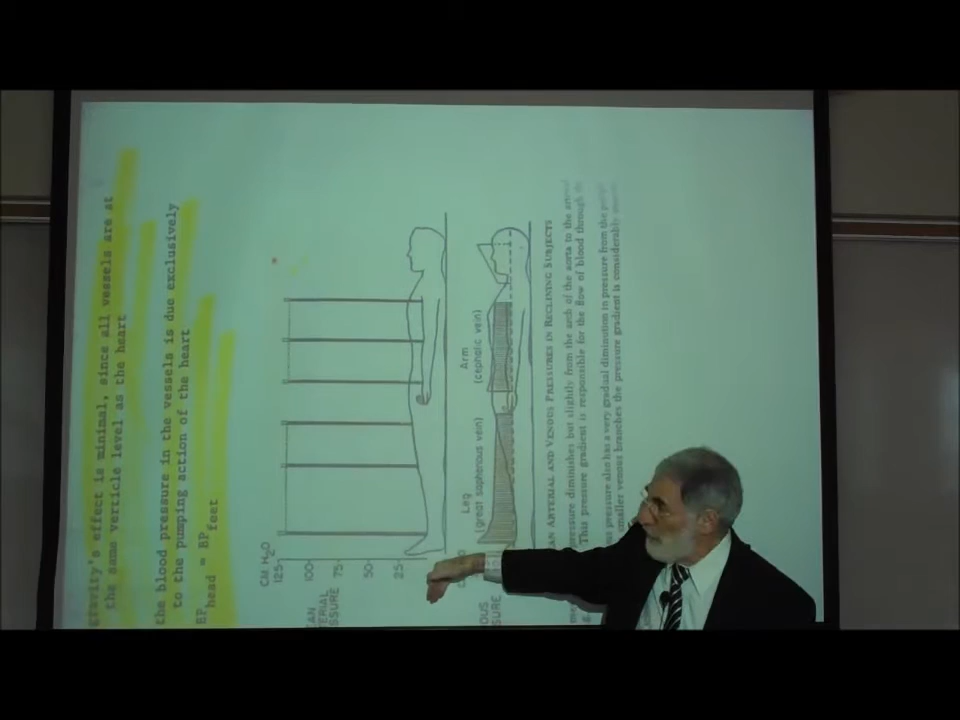 gravity's effect is minimal, since all vessels are at
the same verticle level as the heart
the blood pressure in the vessels is due exclusively
to the pumping action of the heart
BP head = BP feet
CM H2O
125
100
75
50
25
Leg
(great saphenous vein)
Arm
(cephalic vein)
AN ARTERIAL AND VENOUS PRESSURES IN RECLINING SUBJECTS
pressure diminishes but slightly from the arch of the aorta to the
This pressure gradient is responsible for the flow of blood through
pressure also has a very gradual diminution in pressure from the
smaller venous branches the pressure gradient is considerably